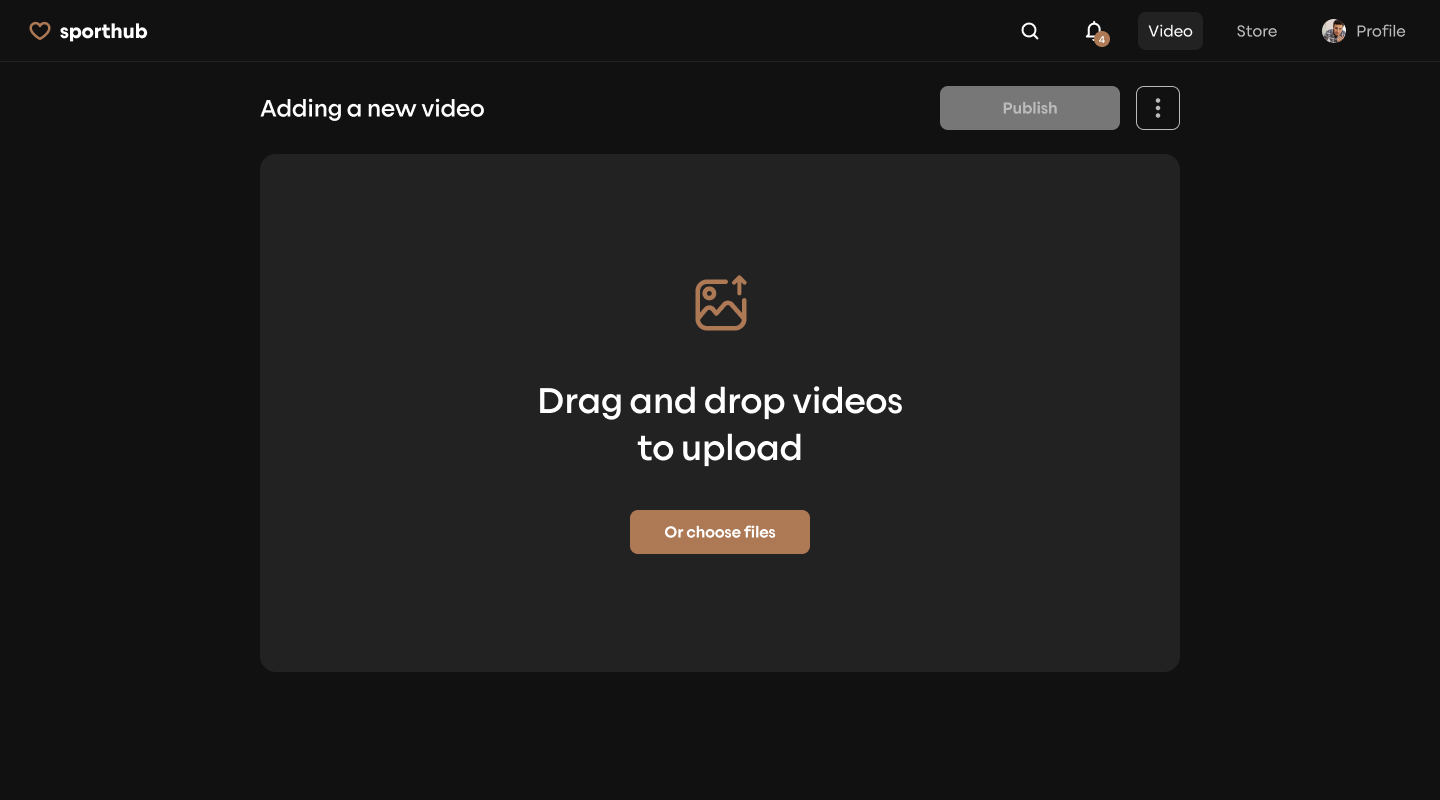 sporthub
4
Video
Store
Profile
Adding a new video
Publish
Drag and drop videos
to upload
Or choose files